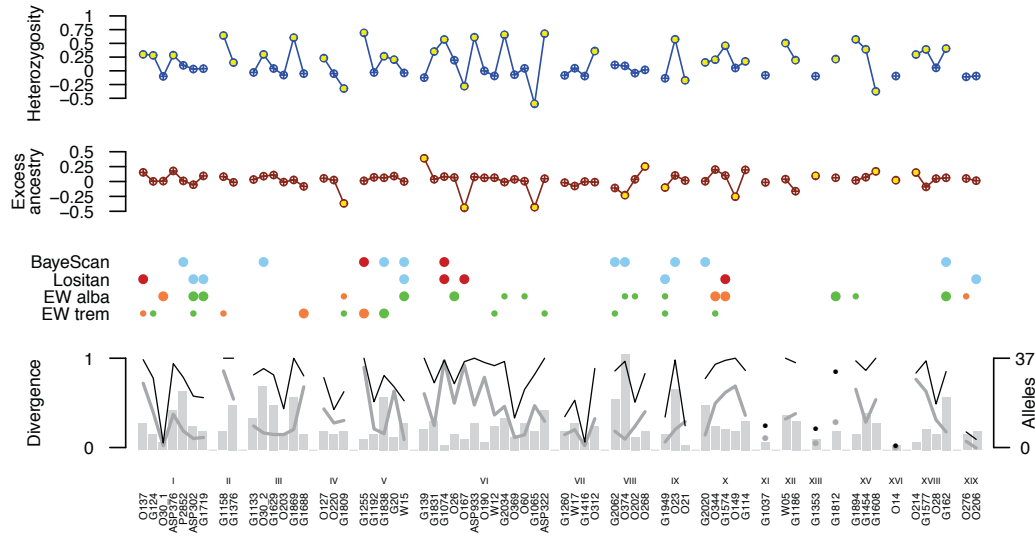 Heterozygosity
1
0.75
0.5
0.25
0
−0.25
−0.5
Excess
ancestry
0.5
0.25
0
−0.25
−0.5
BayeScan
Lositan
EW alba
EW trem
Divergence
1
0
37
0
Alleles
I II III IV V VI VII VIII IX X XI XII XIII XV XVI XVIII XIX
O137 G124 O30_1 ASP376 P2852 ASP302 G1719 G1158 G1376 G1133 O30_2 G1629 O203 G1869 G1688 O127 O220 G1809 G1255 G1192 G1838 G20 W15 G139 G1831 G1074 O26 O167 ASP933 O190 W12 G2034 O369 O60 G1065 ASP322 G1260 W17 G1416 O312 G2062 O374 O202 O268 G1949 O23 O21 G2020 O344 G1574 O149 G114 G1037 W05 G1186 G1353 G1812 G1894 G1454 G1608 O14 O214 G1577 O28 G162 O276 O206